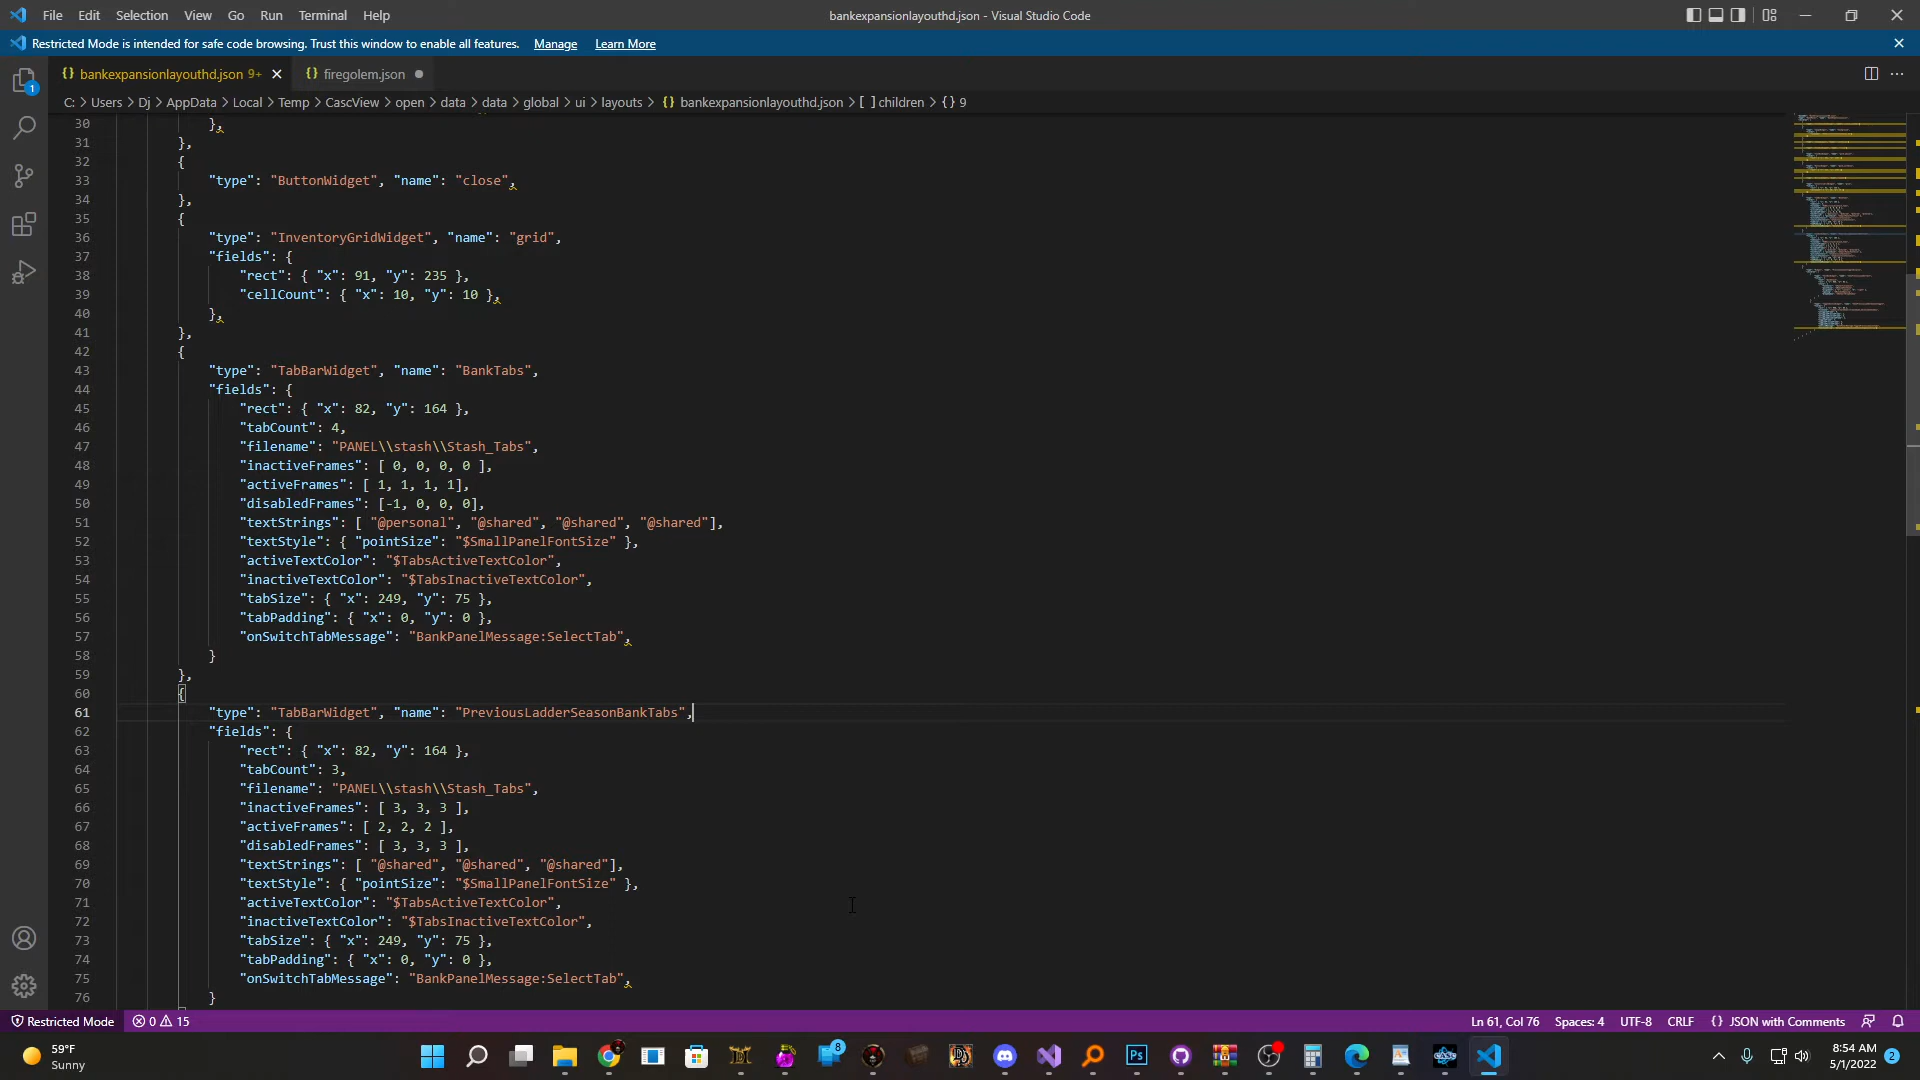 File Edit Selection View Go Run Terminal Help
bankexpansionlayouthd.json - Visual Studio Code
Restricted Mode is intended for safe code browsing. Trust this window to enable all features. Manage Learn More
{} bankexpansionlayouthd.json 9+
{} firegolem.json
C: > Users > Dj > AppData > Local > Temp > CascView > open > data > data > global > ui > layouts > {} bankexpansionlayouthd.json > [ ] children > {} 9
30 },
31 },
32 {
33 "type": "ButtonWidget", "name": "close",
34 },
35 {
36 "type": "InventoryGridWidget", "name": "grid",
37 "fields": {
38 "rect": { "x": 91, "y": 235 },
39 "cellCount": { "x": 10, "y": 10 },
40 },
41 },
42 {
43 "type": "TabBarWidget", "name": "BankTabs",
44 "fields": {
45 "rect": { "x": 82, "y": 164 },
46 "tabCount": 4,
47 "filename": "PANEL\\stash\\Stash_Tabs",
48 "inactiveFrames": [ 0, 0, 0, 0 ],
49 "activeFrames": [ 1, 1, 1, 1],
50 "disabledFrames": [-1, 0, 0, 0],
51 "textStrings": [ "@personal", "@shared", "@shared", "@shared"],
52 "textStyle": { "pointSize": "$SmallPanelFontSize" },
53 "activeTextColor": "$TabsActiveTextColor",
54 "inactiveTextColor": "$TabsInactiveTextColor",
55 "tabSize": { "x": 249, "y": 75 },
56 "tabPadding": { "x": 0, "y": 0 },
57 "onSwitchTabMessage": "BankPanelMessage:SelectTab",
58 }
59 },
60 {
61 "type": "TabBarWidget", "name": "PreviousLadderSeasonBankTabs",
62 "fields": {
63 "rect": { "x": 82, "y": 164 },
64 "tabCount": 3,
65 "filename": "PANEL\\stash\\Stash_Tabs",
66 "inactiveFrames": [ 3, 3, 3 ],
67 "activeFrames": [ 2, 2, 2 ],
68 "disabledFrames": [ 3, 3, 3 ],
69 "textStrings": [ "@shared", "@shared", "@shared"],
70 "textStyle": { "pointSize": "$SmallPanelFontSize" },
71 "activeTextColor": "$TabsActiveTextColor",
72 "inactiveTextColor": "$TabsInactiveTextColor",
73 "tabSize": { "x": 249, "y": 75 },
74 "tabPadding": { "x": 0, "y": 0 },
75 "onSwitchTabMessage": "BankPanelMessage:SelectTab",
76 }
Restricted Mode 0 15
Ln 61, Col 76 Spaces: 4 UTF-8 CRLF {} JSON with Comments
59°F
Sunny
8:54 AM
5/1/2022